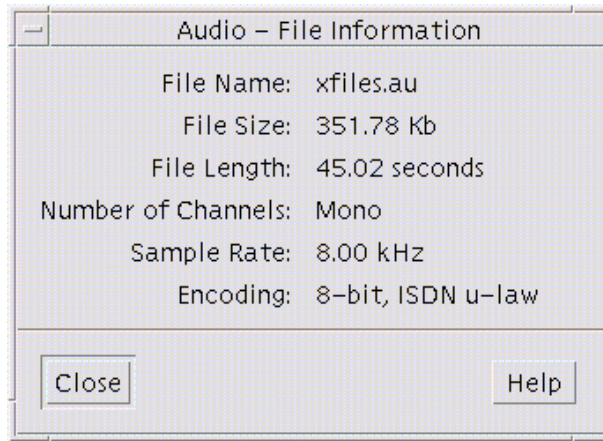 Audio – File Information
File Name: xfiles.au
File Size: 351.78 Kb
File Length: 45.02 seconds
Number of Channels: Mono
Sample Rate: 8.00 kHz
Encoding: 8–bit, ISDN u–law
Close Help